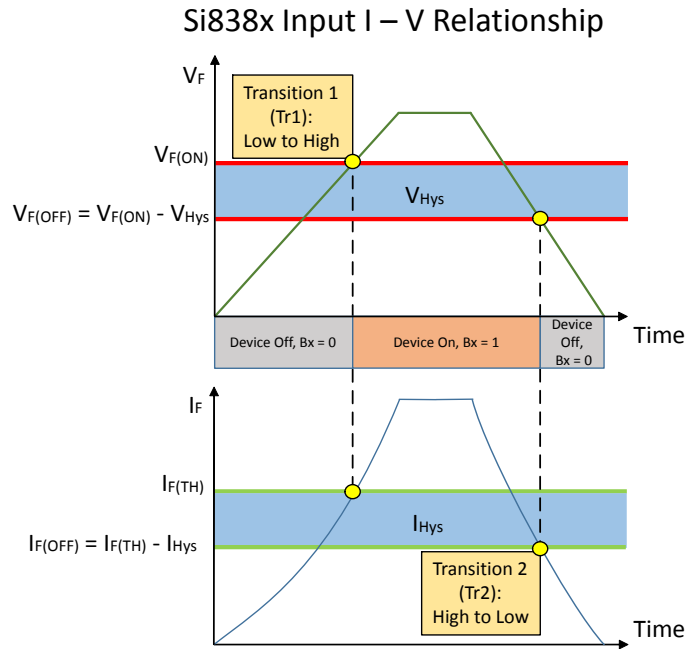 Si838x Input I – V Relationship
VF
Transition 1
(Tr1):
Low to High
VF(ON)
VHys
VF(OFF) = VF(ON) - VHys
Device Off, Bx = 0
Device On, Bx = 1
Device
Off,
Bx = 0
Time
IF
IF(TH)
IHys
IF(OFF) = IF(TH) - IHys
Transition 2
(Tr2):
High to Low
Time